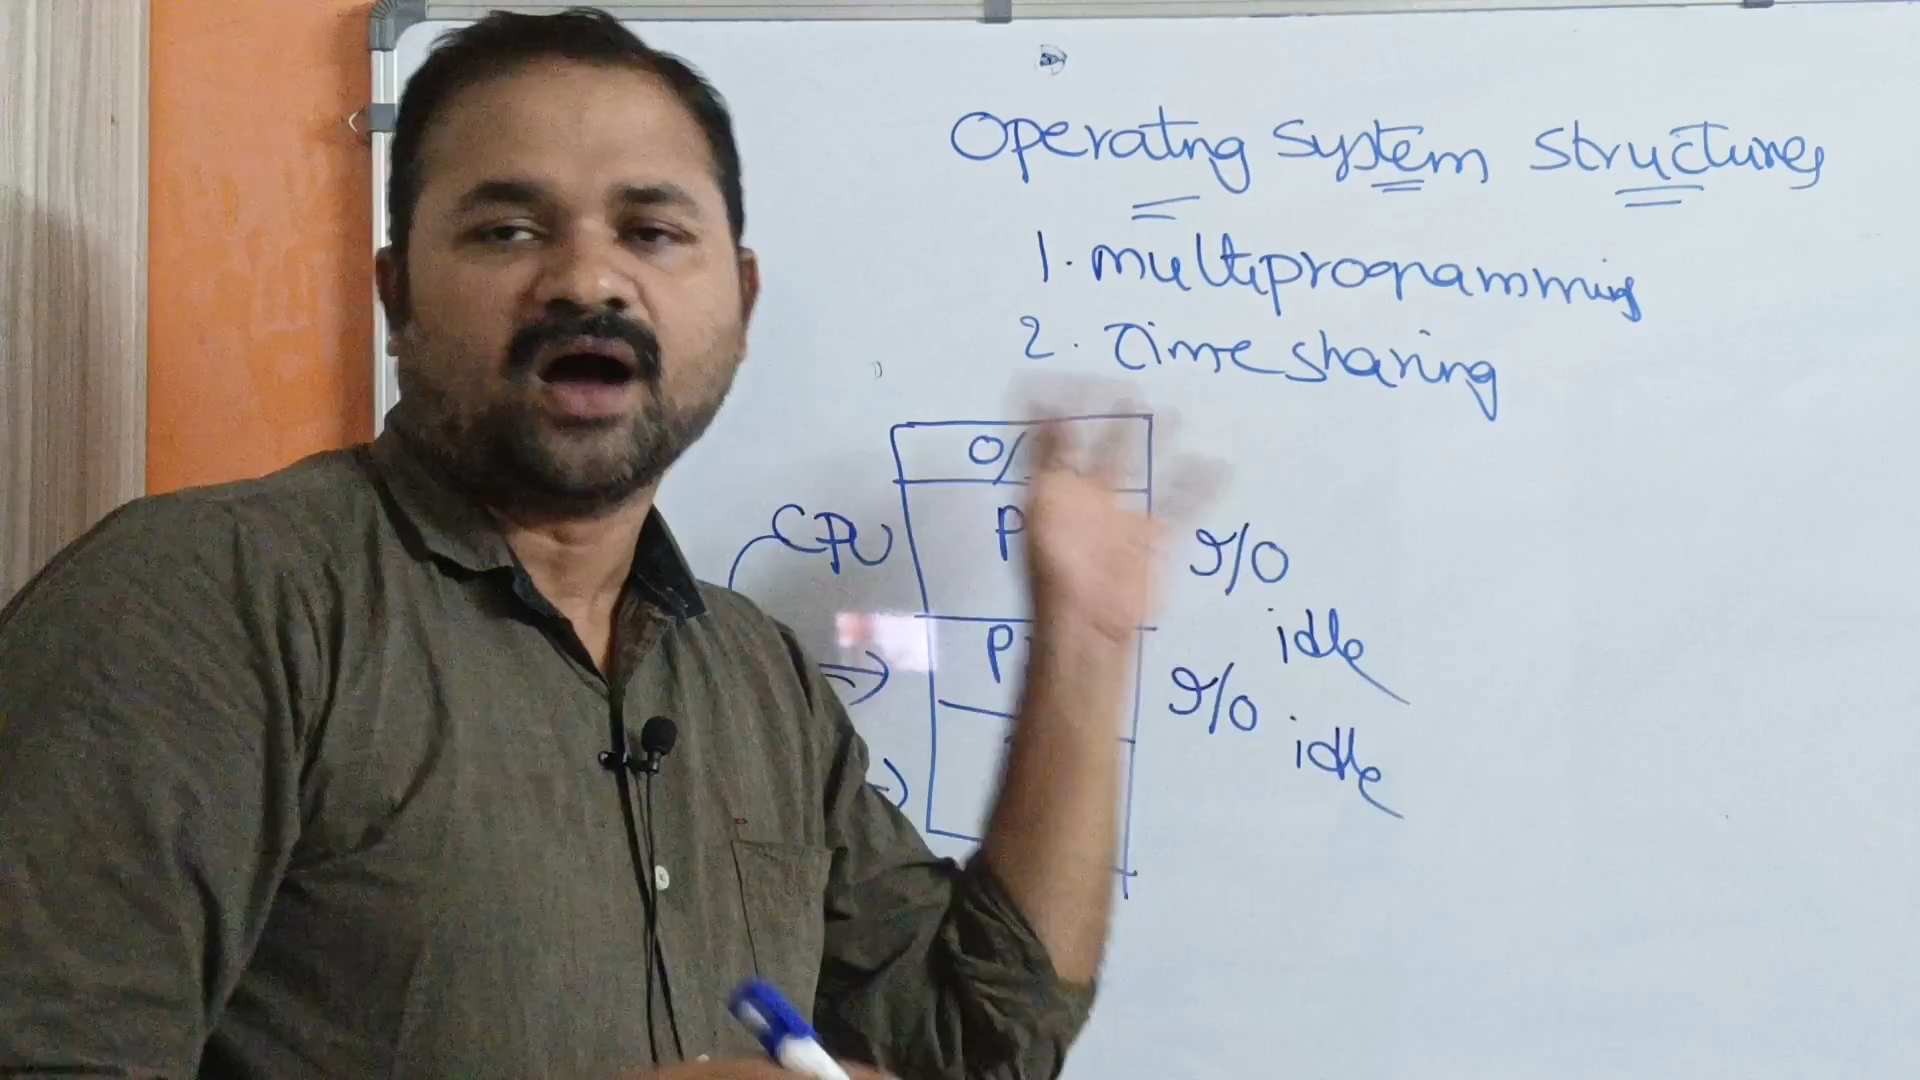 Operating System Structures
1. multiprogramming
2. Time sharing
O/
CPU
P
I/O
idle
P
I/O
idle